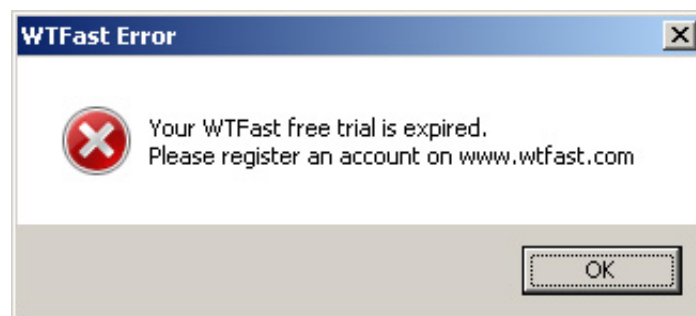 WTFast Error
Your WTFast free trial is expired.
Please register an account on www.wtfast.com
OK